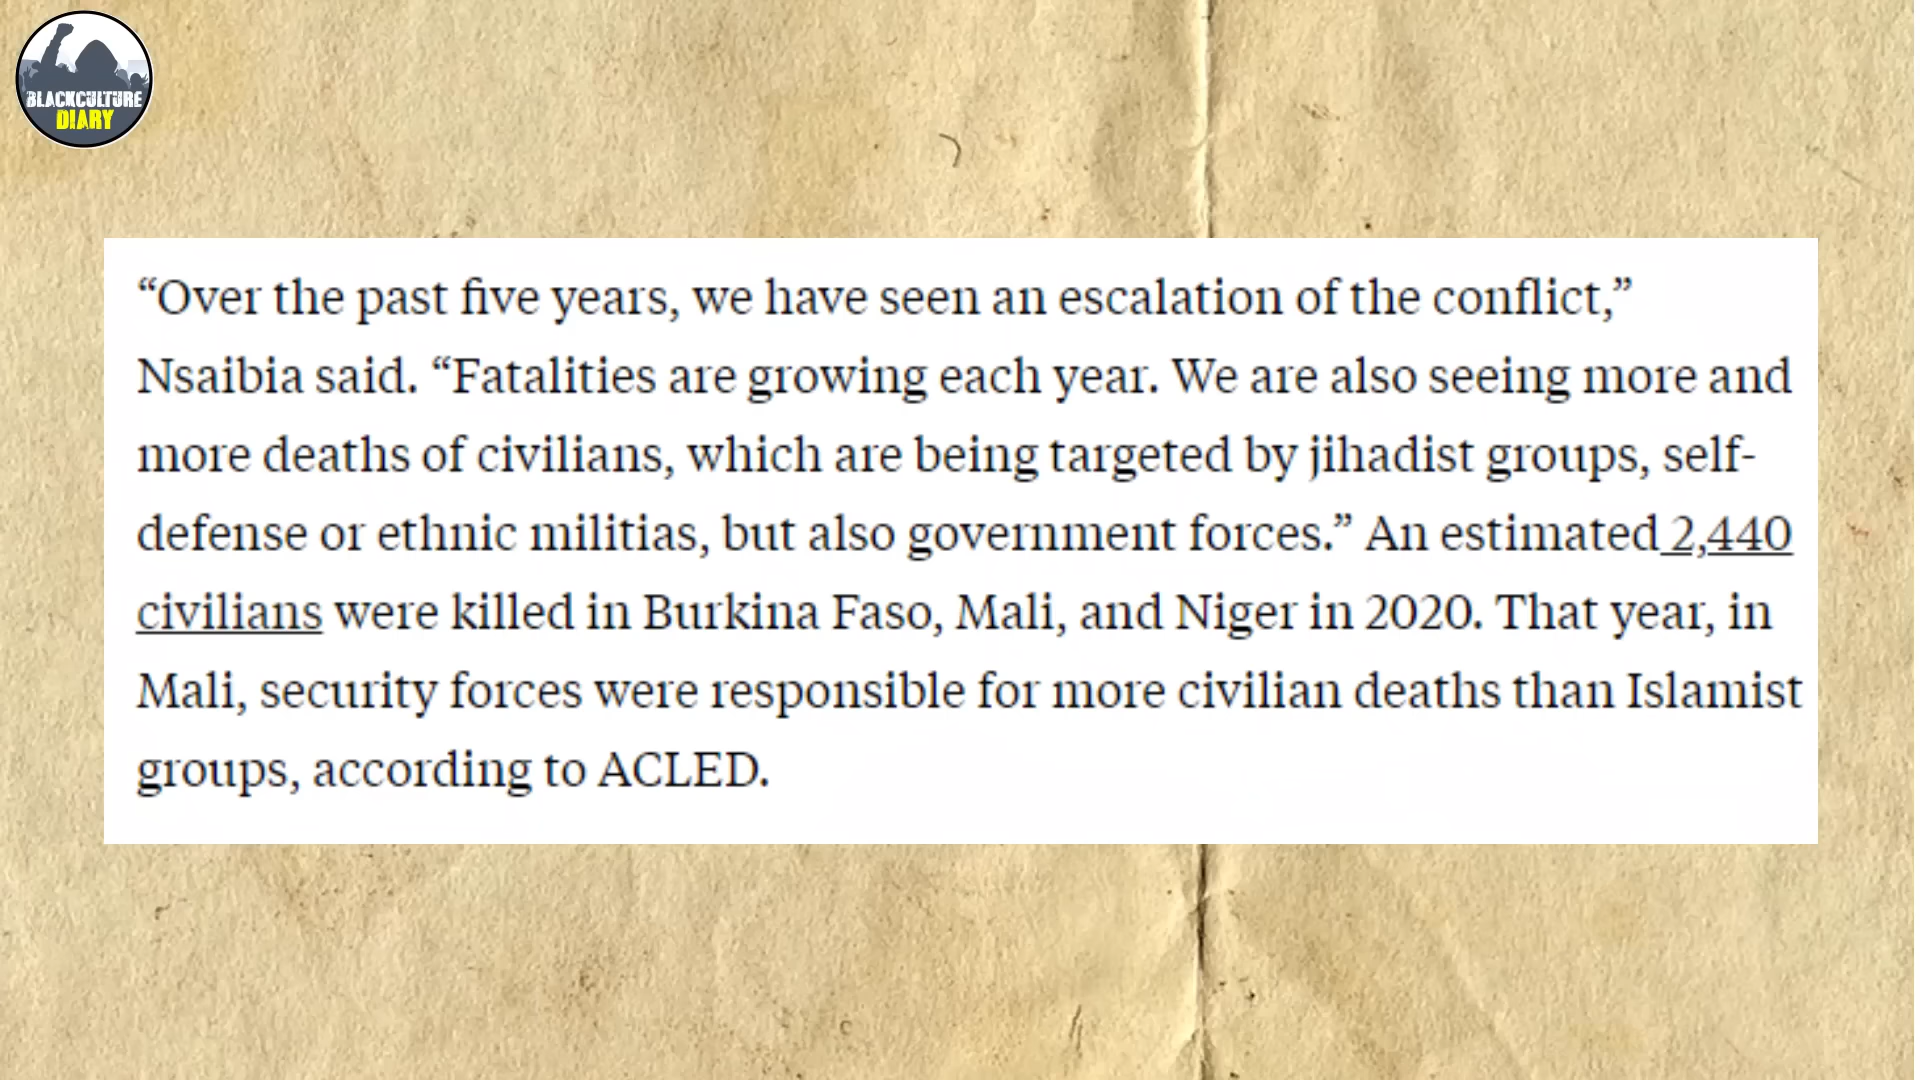 BLACKCULTURE
DIARY
“Over the past five years, we have seen an escalation of the conflict,”
Nsaibia said. “Fatalities are growing each year. We are also seeing more and
more deaths of civilians, which are being targeted by jihadist groups, self-
defense or ethnic militias, but also government forces.” An estimated 2,440
civilians were killed in Burkina Faso, Mali, and Niger in 2020. That year, in
Mali, security forces were responsible for more civilian deaths than Islamist
groups, according to ACLED.